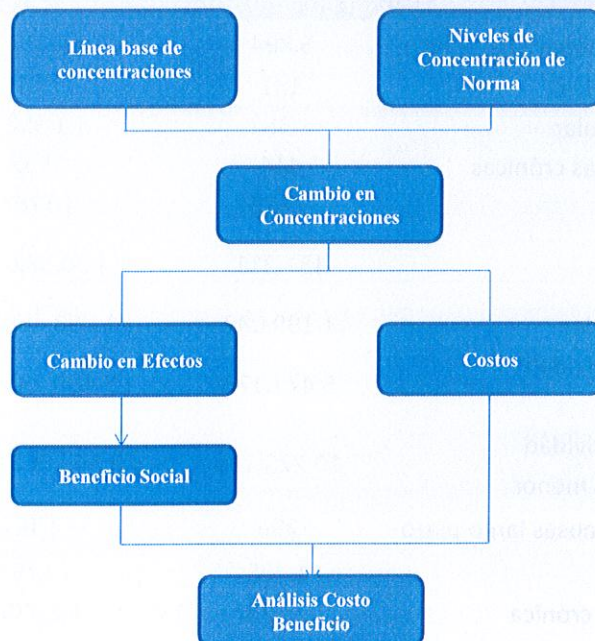 Línea base de
concentraciones
Niveles de
Concentración de
Norma
Cambio en
Concentraciones
Cambio en Efectos
Costos
Beneficio Social
Análisis Costo
Beneficio